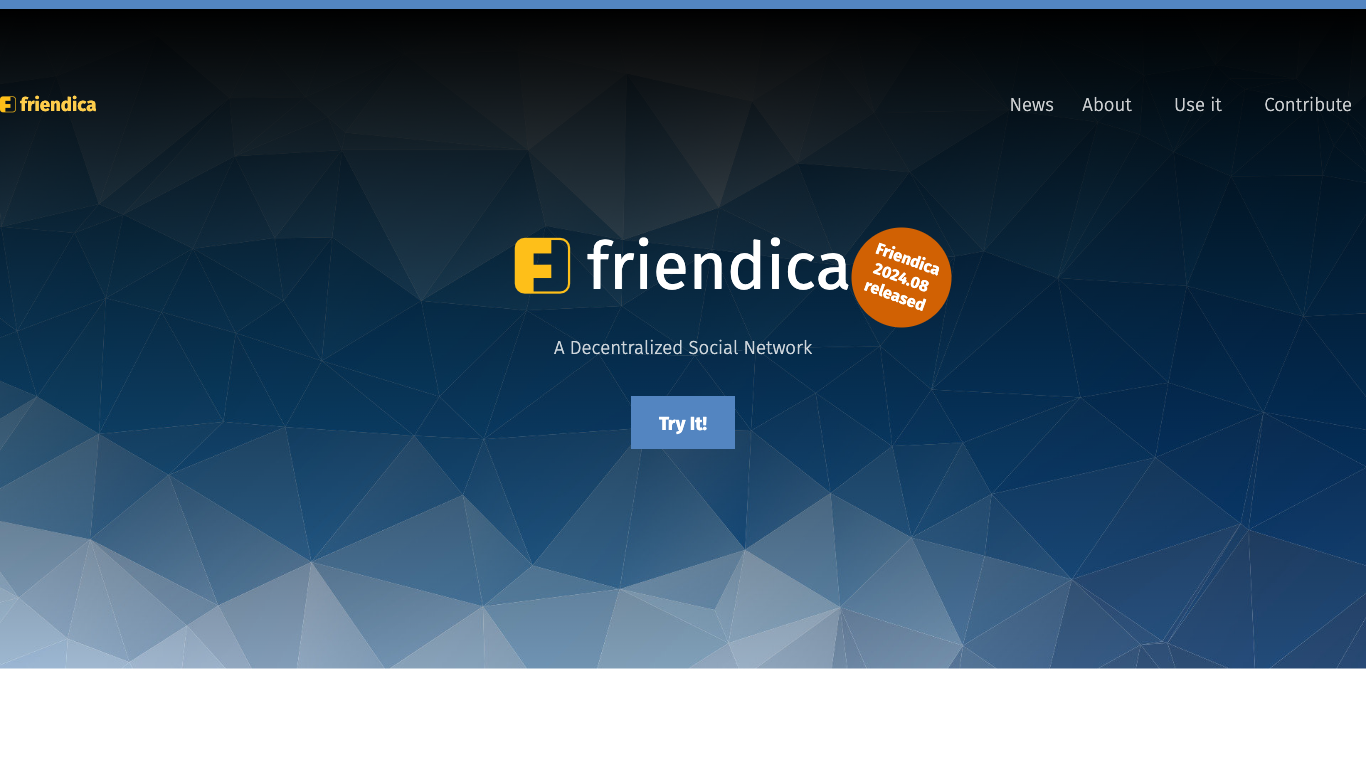 friendica
News About Use it Contribute
friendica
Friendica
2024.08
released
A Decentralized Social Network
Try It!